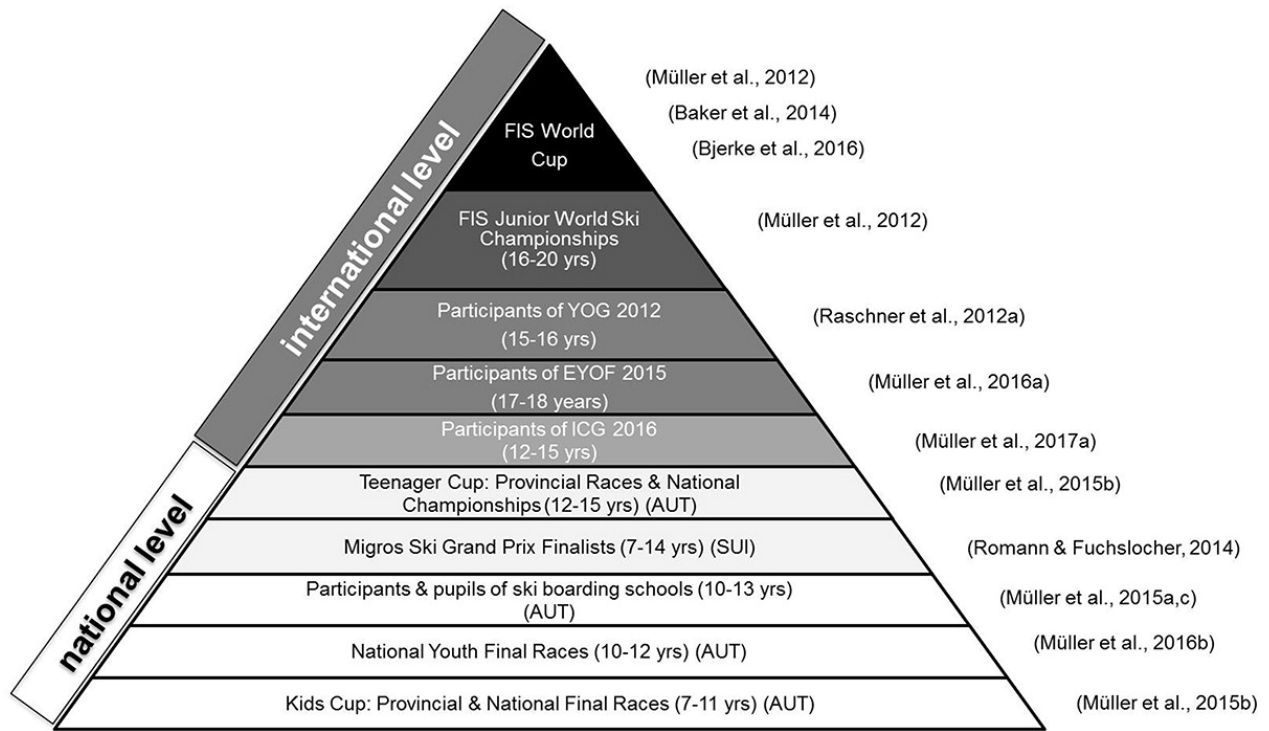 international level
national level
FIS World
Cup
(Müller et al., 2012)
(Baker et al., 2014)
(Bjerke et al., 2016)
FIS Junior World Ski
Championships
(16-20 yrs)
(Müller et al., 2012)
Participants of YOG 2012
(15-16 yrs)
(Raschner et al., 2012a)
Participants of EYOF 2015
(17-18 years)
(Müller et al., 2016a)
Participants of ICG 2016
(12-15 yrs)
(Müller et al., 2017a)
Teenager Cup: Provincial Races & National
Championships (12-15 yrs) (AUT)
(Müller et al., 2015b)
Migros Ski Grand Prix Finalists (7-14 yrs) (SUI)
(Romann & Fuchslocher, 2014)
Participants & pupils of ski boarding schools (10-13 yrs)
(AUT)
(Müller et al., 2015a,c)
National Youth Final Races (10-12 yrs) (AUT)
(Müller et al., 2016b)
Kids Cup: Provincial & National Final Races (7-11 yrs) (AUT)
(Müller et al., 2015b)